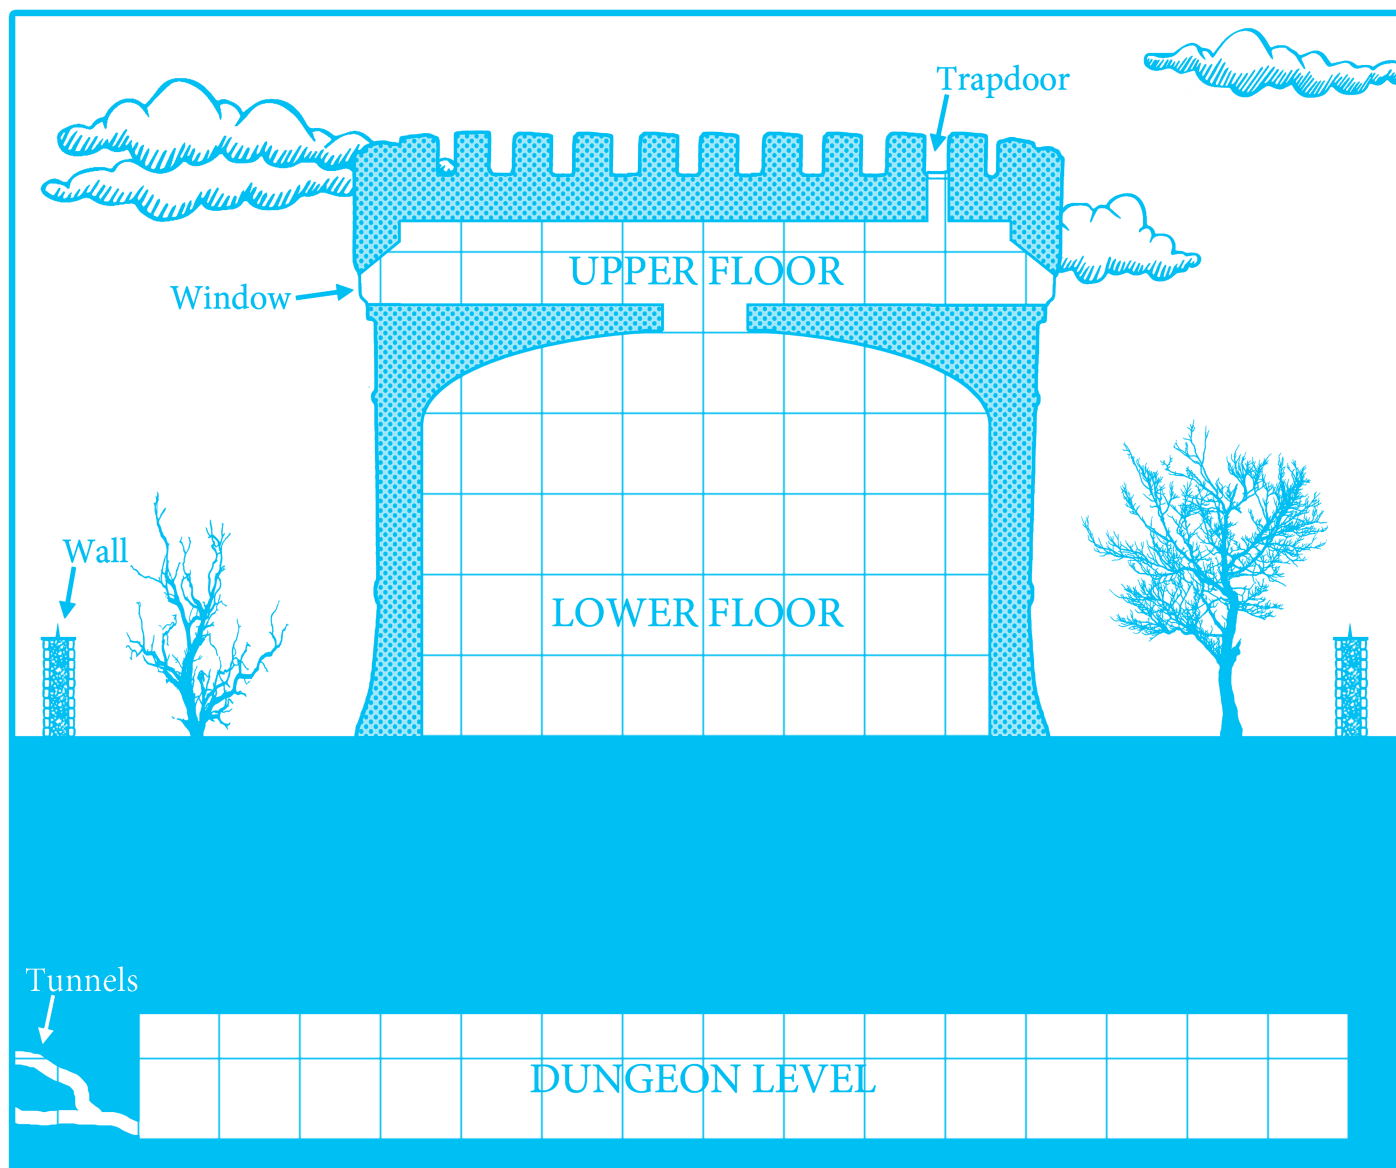 Trapdoor
UPPER FLOOR
Window
Wall
LOWER FLOOR
Tunnels
DUNGEON LEVEL